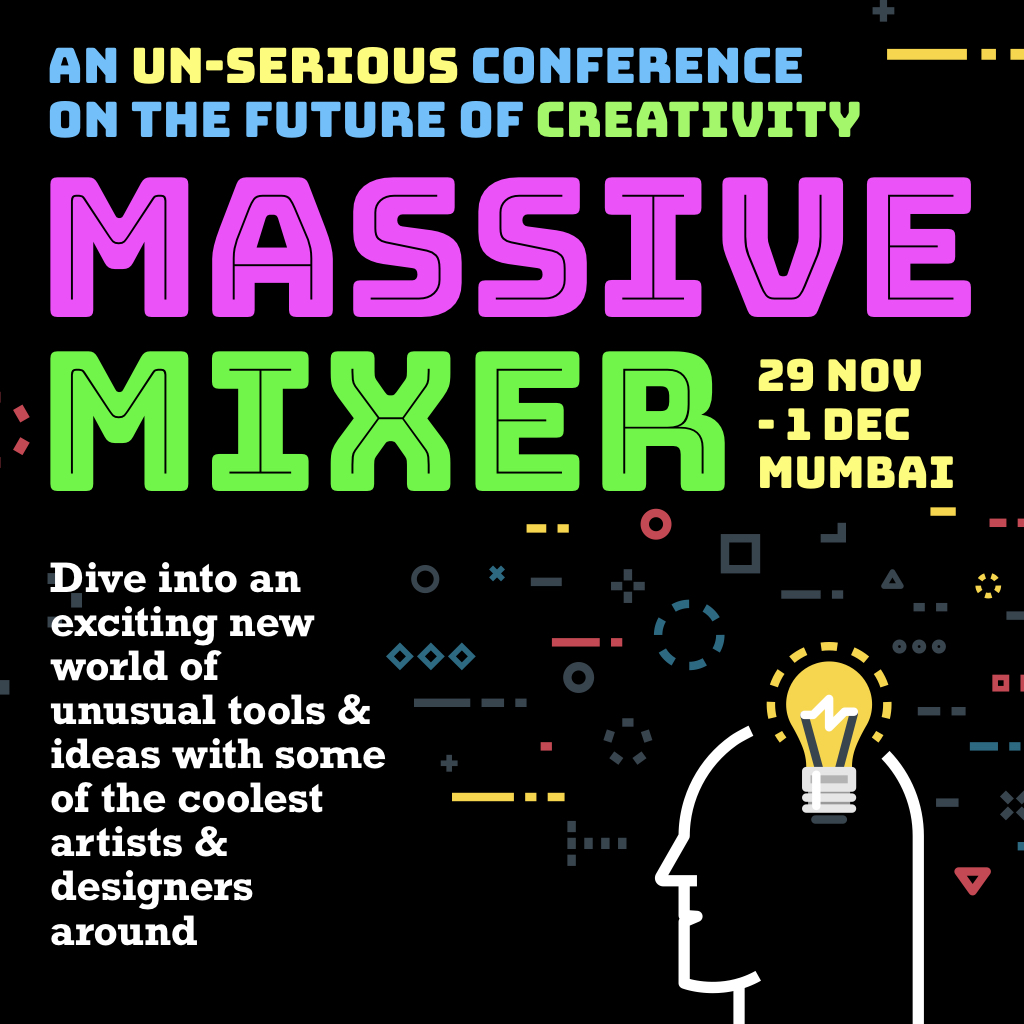 AN UN-SERIOUS CONFERENCE
ON THE FUTURE OF CREATIVITY
MASSIVE
MIXER
29 NOV
- 1 DEC
MUMBAI
Dive into an
exciting new
world of
unusual tools &
ideas with some
of the coolest
artists &
designers
around